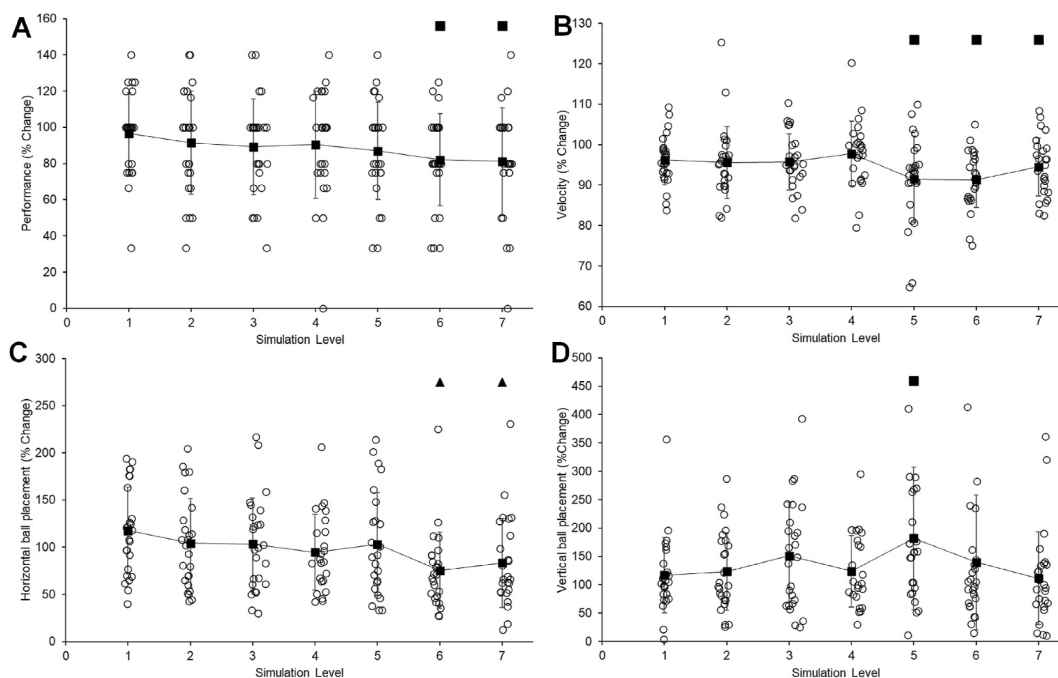 A
Performance (% Change)
160
140
120
100
80
60
40
20
0
0 1 2 3 4 5 6 7
Simulation Level
B
Velocity (% Change)
130
120
110
100
90
80
70
60
0 1 2 3 4 5 6 7
Simulation Level
C
Horizontal ball placement (% Change)
300
250
200
150
100
50
0
0 1 2 3 4 5 6 7
Simulation Level
D
Vertical ball placement (%Change)
500
450
400
350
300
250
200
150
100
50
0
0 1 2 3 4 5 6 7
Simulation Level